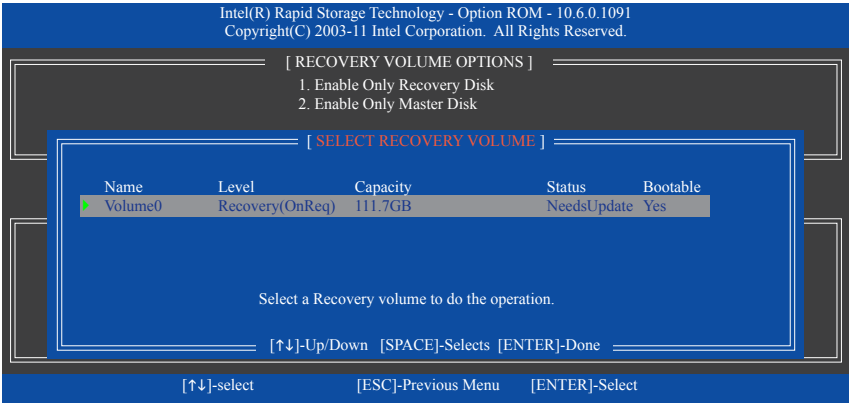 Intel(R) Rapid Storage Technology - Option ROM - 10.6.0.1091
Copyright(C) 2003-11 Intel Corporation.  All Rights Reserved.
[ RECOVERY VOLUME OPTIONS ]
1. Enable Only Recovery Disk
2. Enable Only Master Disk
[ SELECT RECOVERY VOLUME ]
Name Level Capacity Status Bootable
Volume0 Recovery(OnReq) 111.7GB NeedsUpdate Yes
Select a Recovery volume to do the operation.
[↑↓]-Up/Down [SPACE]-Selects [ENTER]-Done
[↑↓]-select [ESC]-Previous Menu [ENTER]-Select